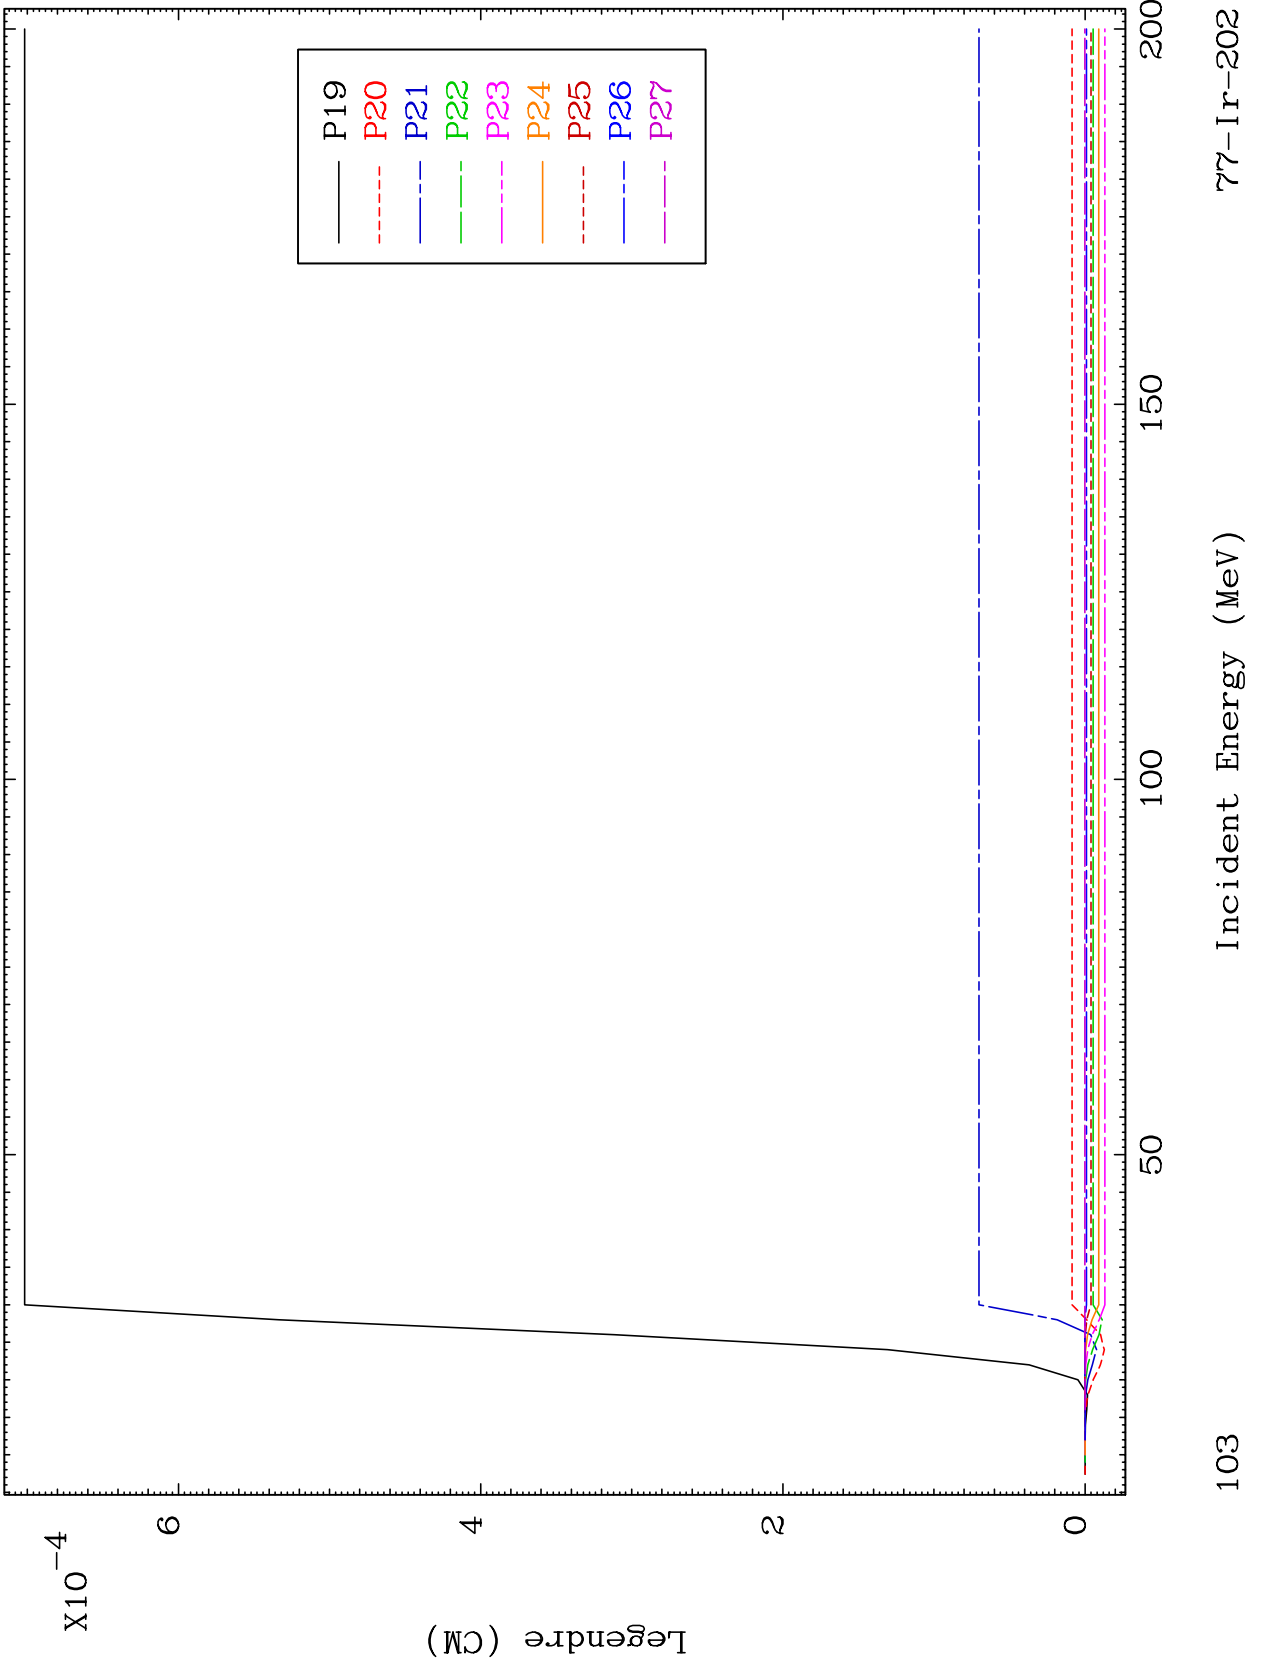 X10-4
6
4
2
0
Legendre (CM)
P19
P20
P21
P22
P23
P24
P25
P26
P27
50
100
150
200
Incident Energy (MeV)
103
77-Ir-202